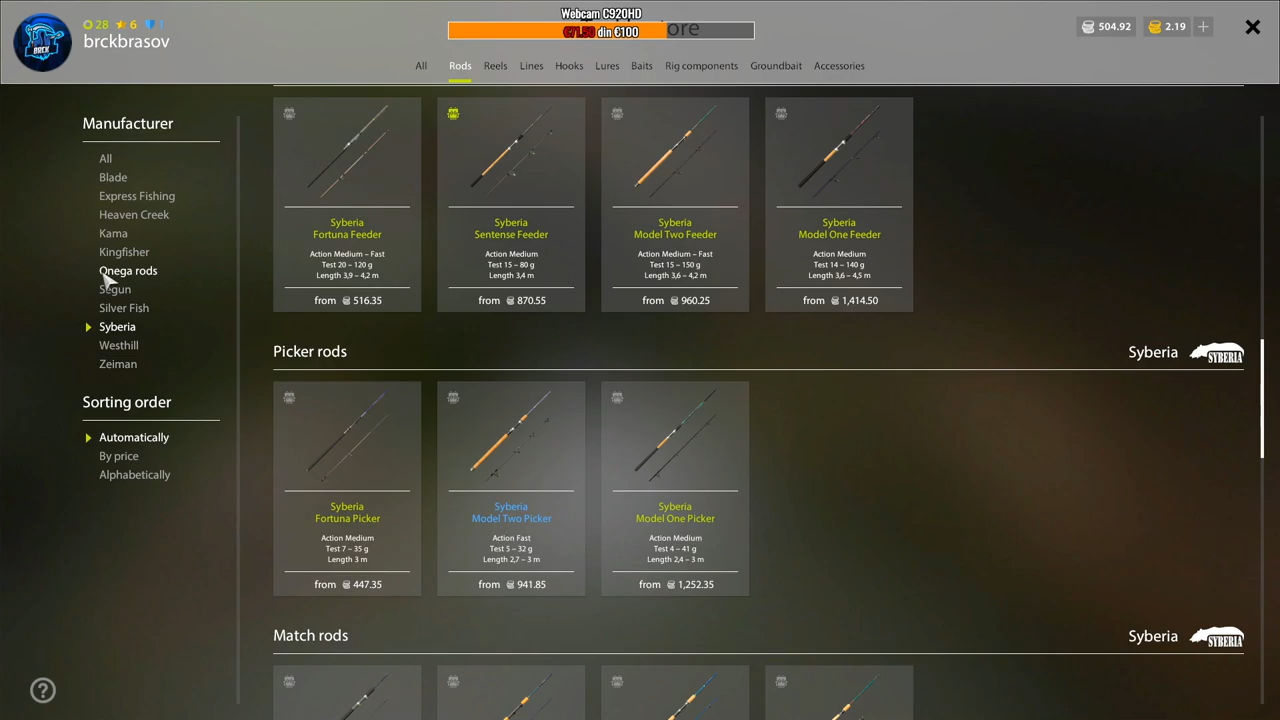 28 6 1
brckbrasov
Webcam C920HD
€71.50 din €100
ore
504.92
2.19
All Rods Reels Lines Hooks Lures Baits Rig components Groundbait Accessories
Manufacturer
All
Blade
Express Fishing
Heaven Creek
Kama
Kingfisher
Onega rods
Segun
Silver Fish
Syberia
Westhill
Zeiman
Sorting order
Automatically
By price
Alphabetically
Syberia
Fortuna Feeder
Action Medium – Fast
Test 20 – 120 g
Length 3,9 – 4,2 m
from 516.35
Syberia
Sentense Feeder
Action Medium
Test 15 – 80 g
Length 3,4 m
from 870.55
Syberia
Model Two Feeder
Action Medium – Fast
Test 15 – 150 g
Length 3,6 – 4,2 m
from 960.25
Syberia
Model One Feeder
Action Medium
Test 14 – 140 g
Length 3,6 – 4,5 m
from 1,414.50
Picker rods
Syberia SYBERIA
Syberia
Fortuna Picker
Action Medium
Test 7 – 35 g
Length 3 m
from 447.35
Syberia
Model Two Picker
Action Fast
Test 5 – 32 g
Length 2,7 – 3 m
from 941.85
Syberia
Model One Picker
Action Medium
Test 4 – 41 g
Length 2,4 – 3 m
from 1,252.35
Match rods
Syberia SYBERIA